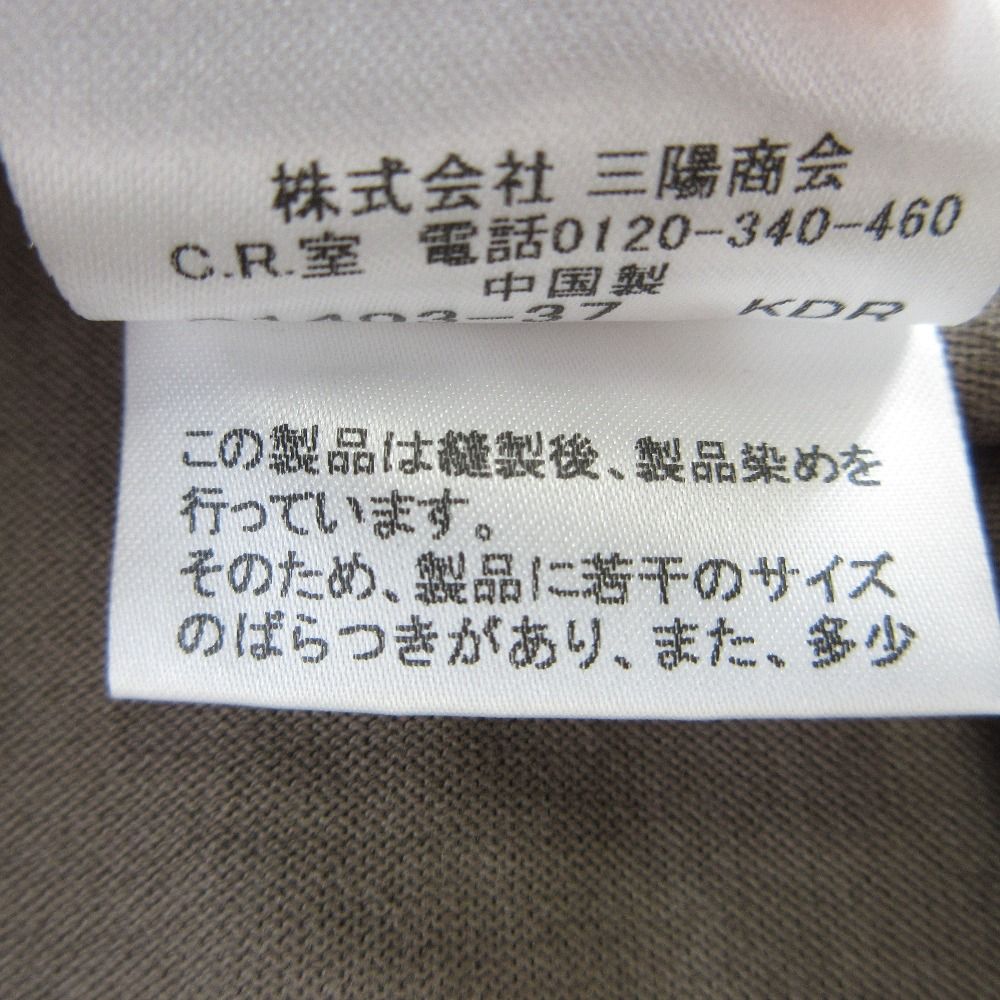 株式会社 三陽商会
C.R.室 電話0120-340-460
中国製
KDR
この製品は縫製後、製品染めを
行っています。
そのため、製品に若干のサイズ
のばらつきがあり、また、多少